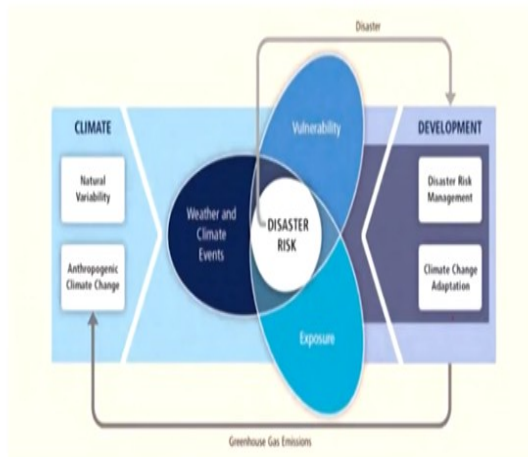 Disaster
CLIMATE
Natural
Variability
Anthropogenic
Climate Change
Vulnerability
Weather and
Climate
Events
DISASTER
RISK
Exposure
DEVELOPMENT
Disaster Risk
Management
Climate Change
Adaptation
Greenhouse Gas Emissions